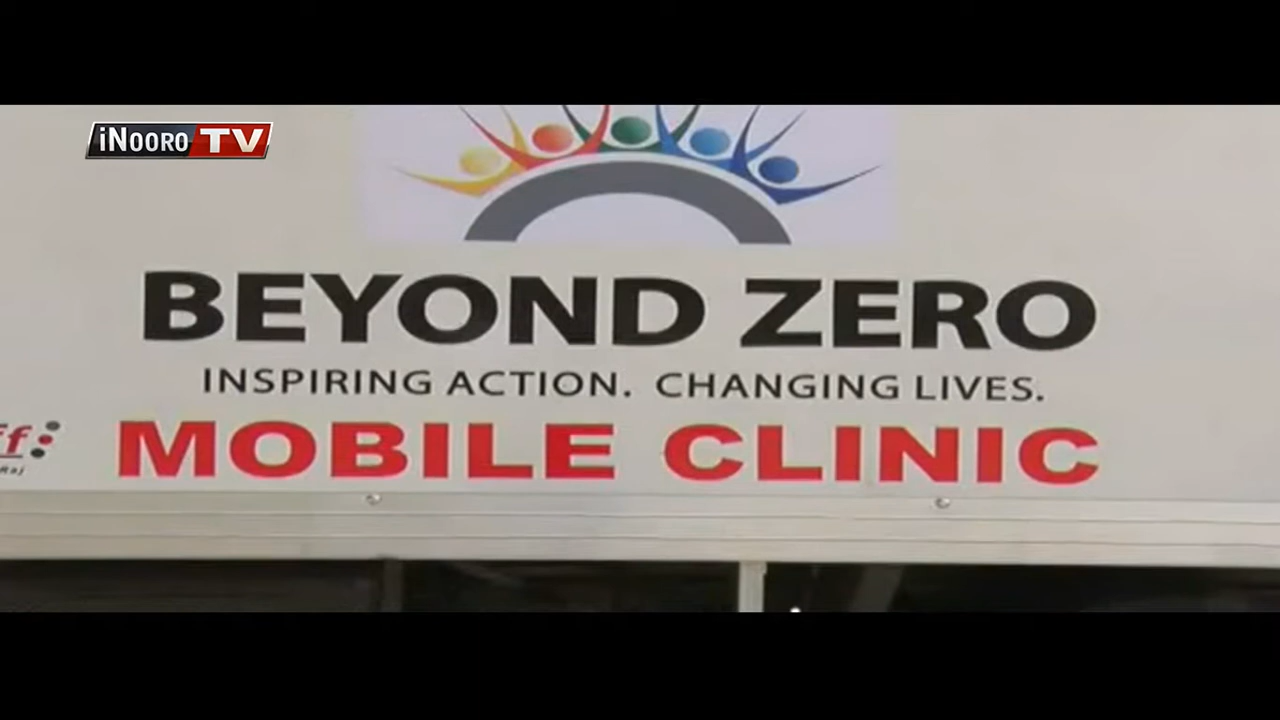 iNOORO TV
BEYOND ZERO
INSPIRING ACTION. CHANGING LIVES.
MOBILE CLINIC